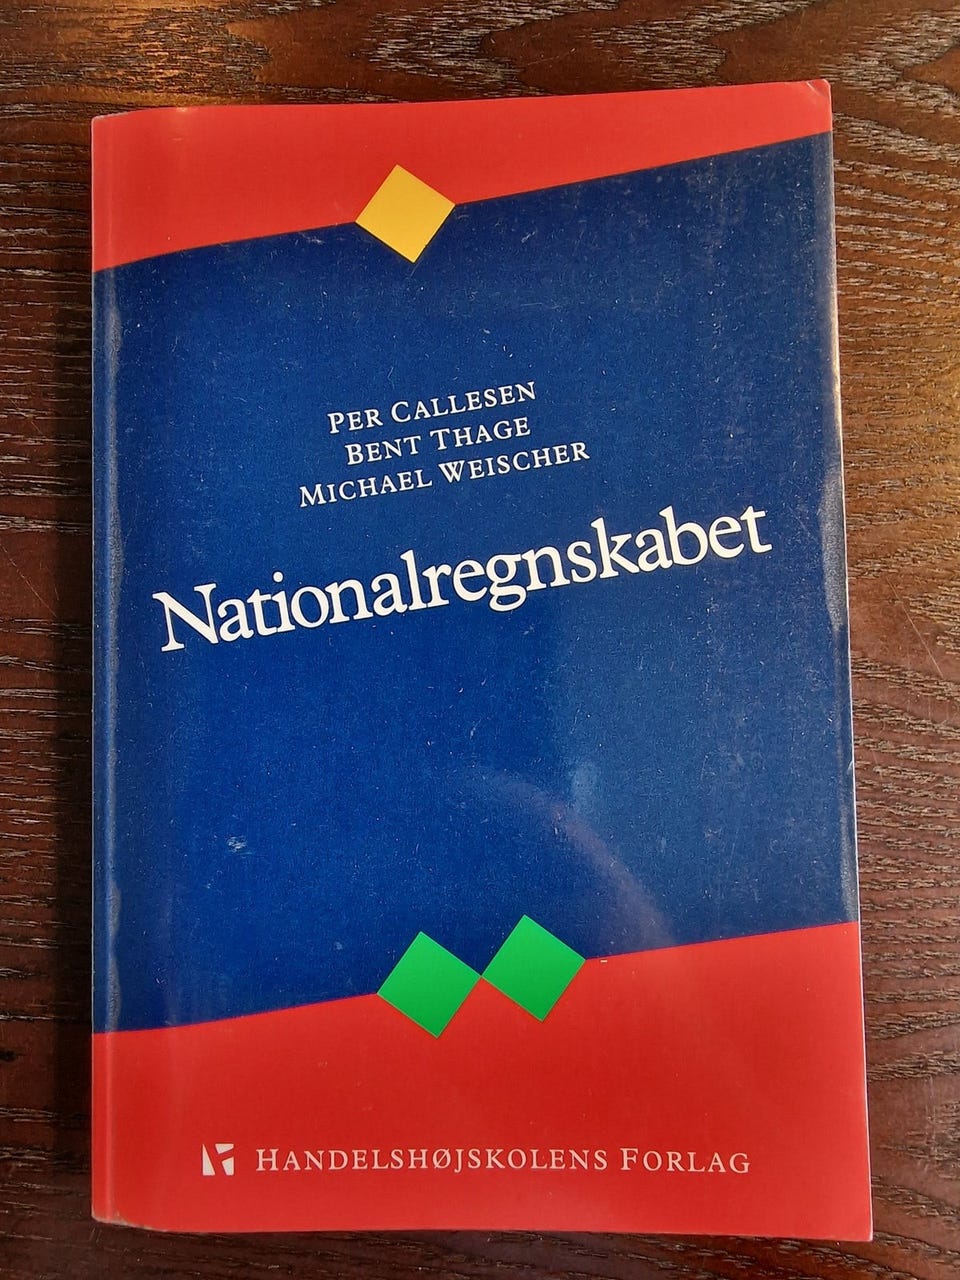 PER CALLESEN
BENT THAGE
MICHAEL WEISCHER
Nationalregnskabet
HANDELSHØJSKOLENS FORLAG